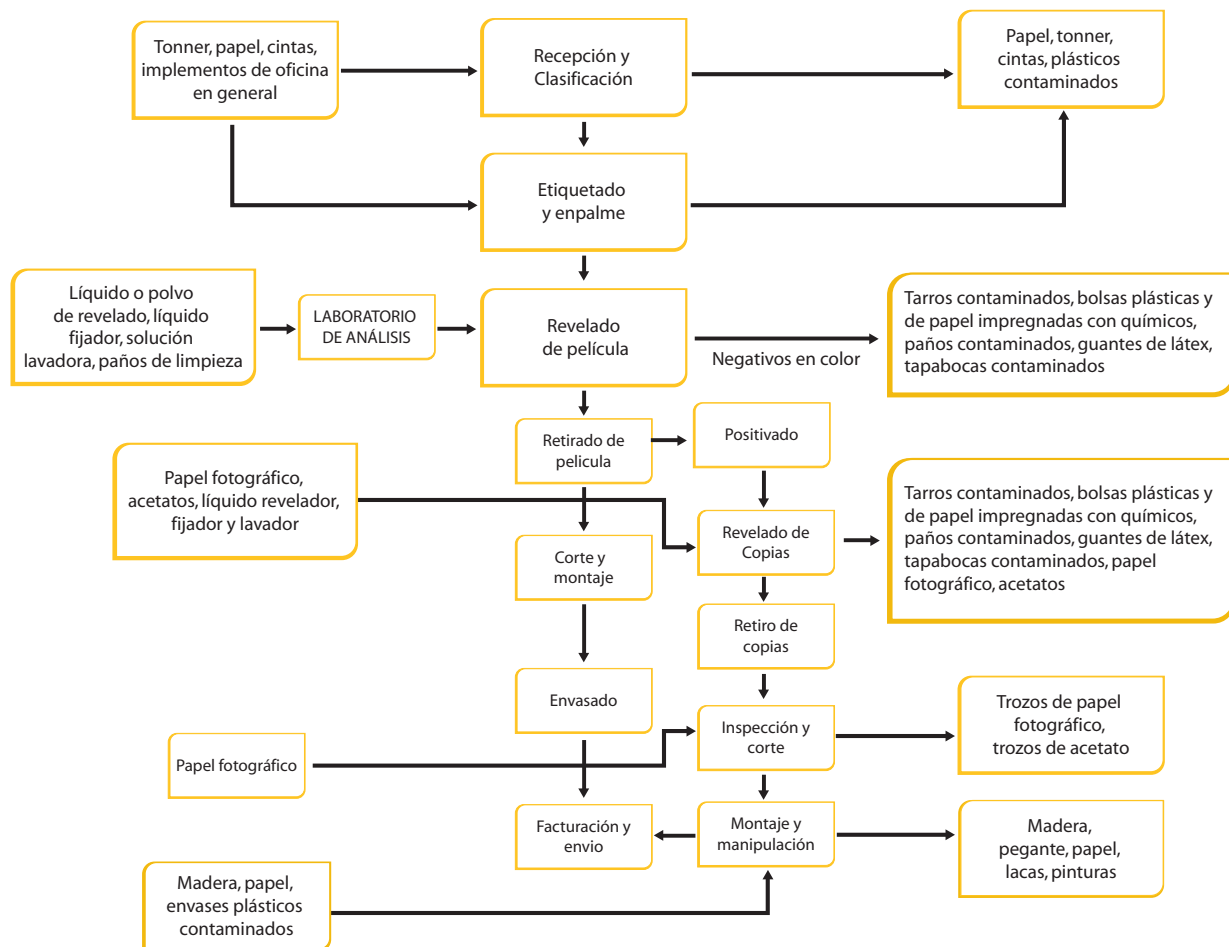 Tonner, papel, cintas,
implementos de oficina
en general
Recepción y
Clasificación
Papel, tonner,
cintas, plásticos
contaminados
Etiquetado
y enpalme
Líquido o polvo
de revelado, líquido
fijador, solución
lavadora, paños de limpieza
LABORATORIO
DE ANÁLISIS
Revelado
de película
Negativos en color
Tarros contaminados, bolsas plásticas y
de papel impregnadas con químicos,
paños contaminados, guantes de látex,
tapabocas contaminados
Retirado de
pelicula
Positivado
Papel fotográfico,
acetatos, líquido revelador,
fijador y lavador
Corte y
montaje
Revelado de
Copias
Tarros contaminados, bolsas plásticas y
de papel impregnadas con químicos,
paños contaminados, guantes de látex,
tapabocas contaminados, papel
fotográfico, acetatos
Retiro de
copias
Envasado
Inspección y
corte
Trozos de papel
fotográfico,
trozos de acetato
Papel fotográfico
Facturación y
envio
Montaje y
manipulación
Madera,
pegante, papel,
lacas, pinturas
Madera, papel,
envases plásticos
contaminados